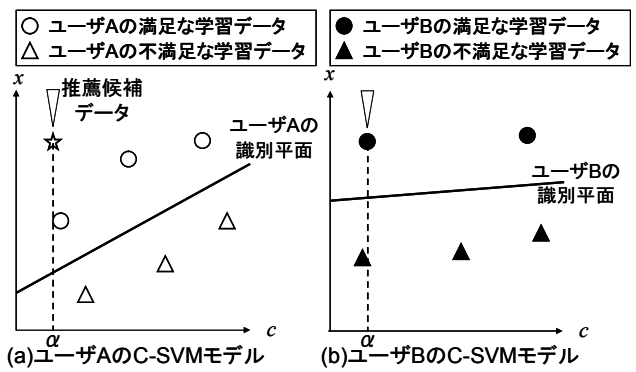 ○ ユーザAの満足な学習データ
△ ユーザAの不満足な学習データ
● ユーザBの満足な学習データ
▲ ユーザBの不満足な学習データ
x
推薦候補
データ
ユーザAの
識別平面
α
c
(a)ユーザAのC-SVMモデル
x
ユーザBの
識別平面
α
c
(b)ユーザBのC-SVMモデル